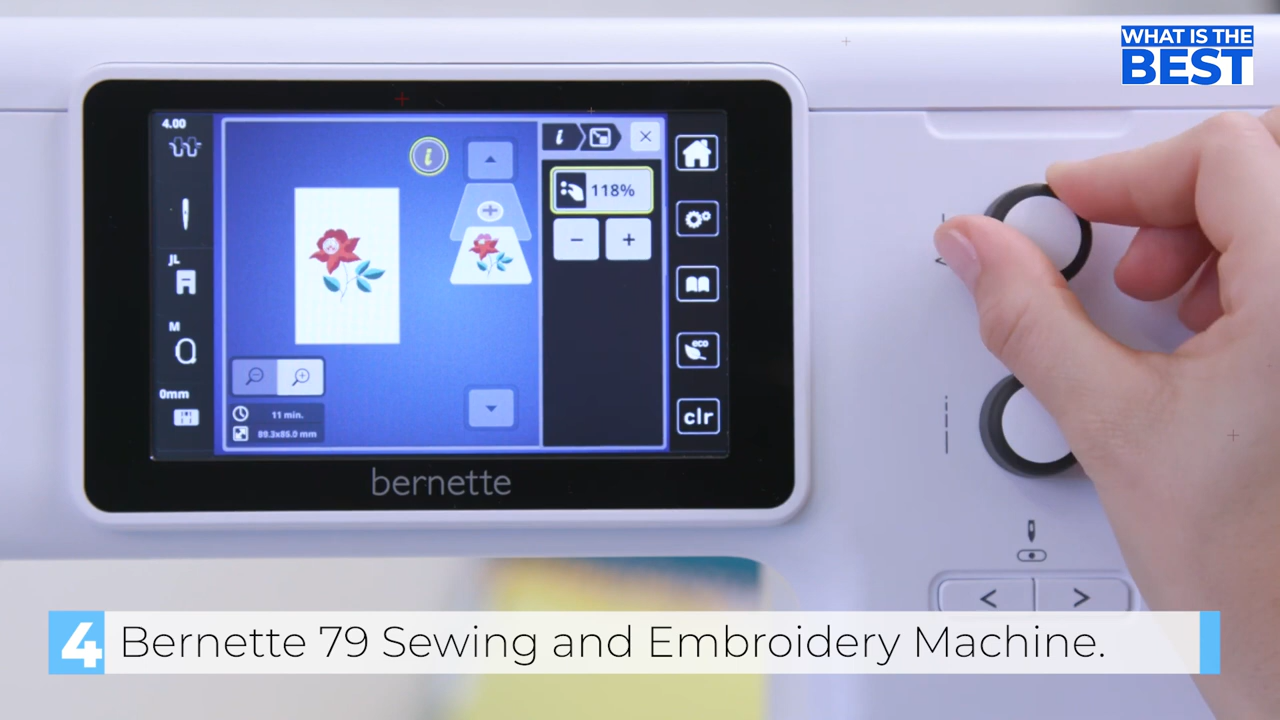 WHAT IS THE
BEST
4.00
i
i
118%
JL
M
eco
0mm
11 min.
clr
89.3x85.0 mm
bernette
4 Bernette 79 Sewing and Embroidery Machine.